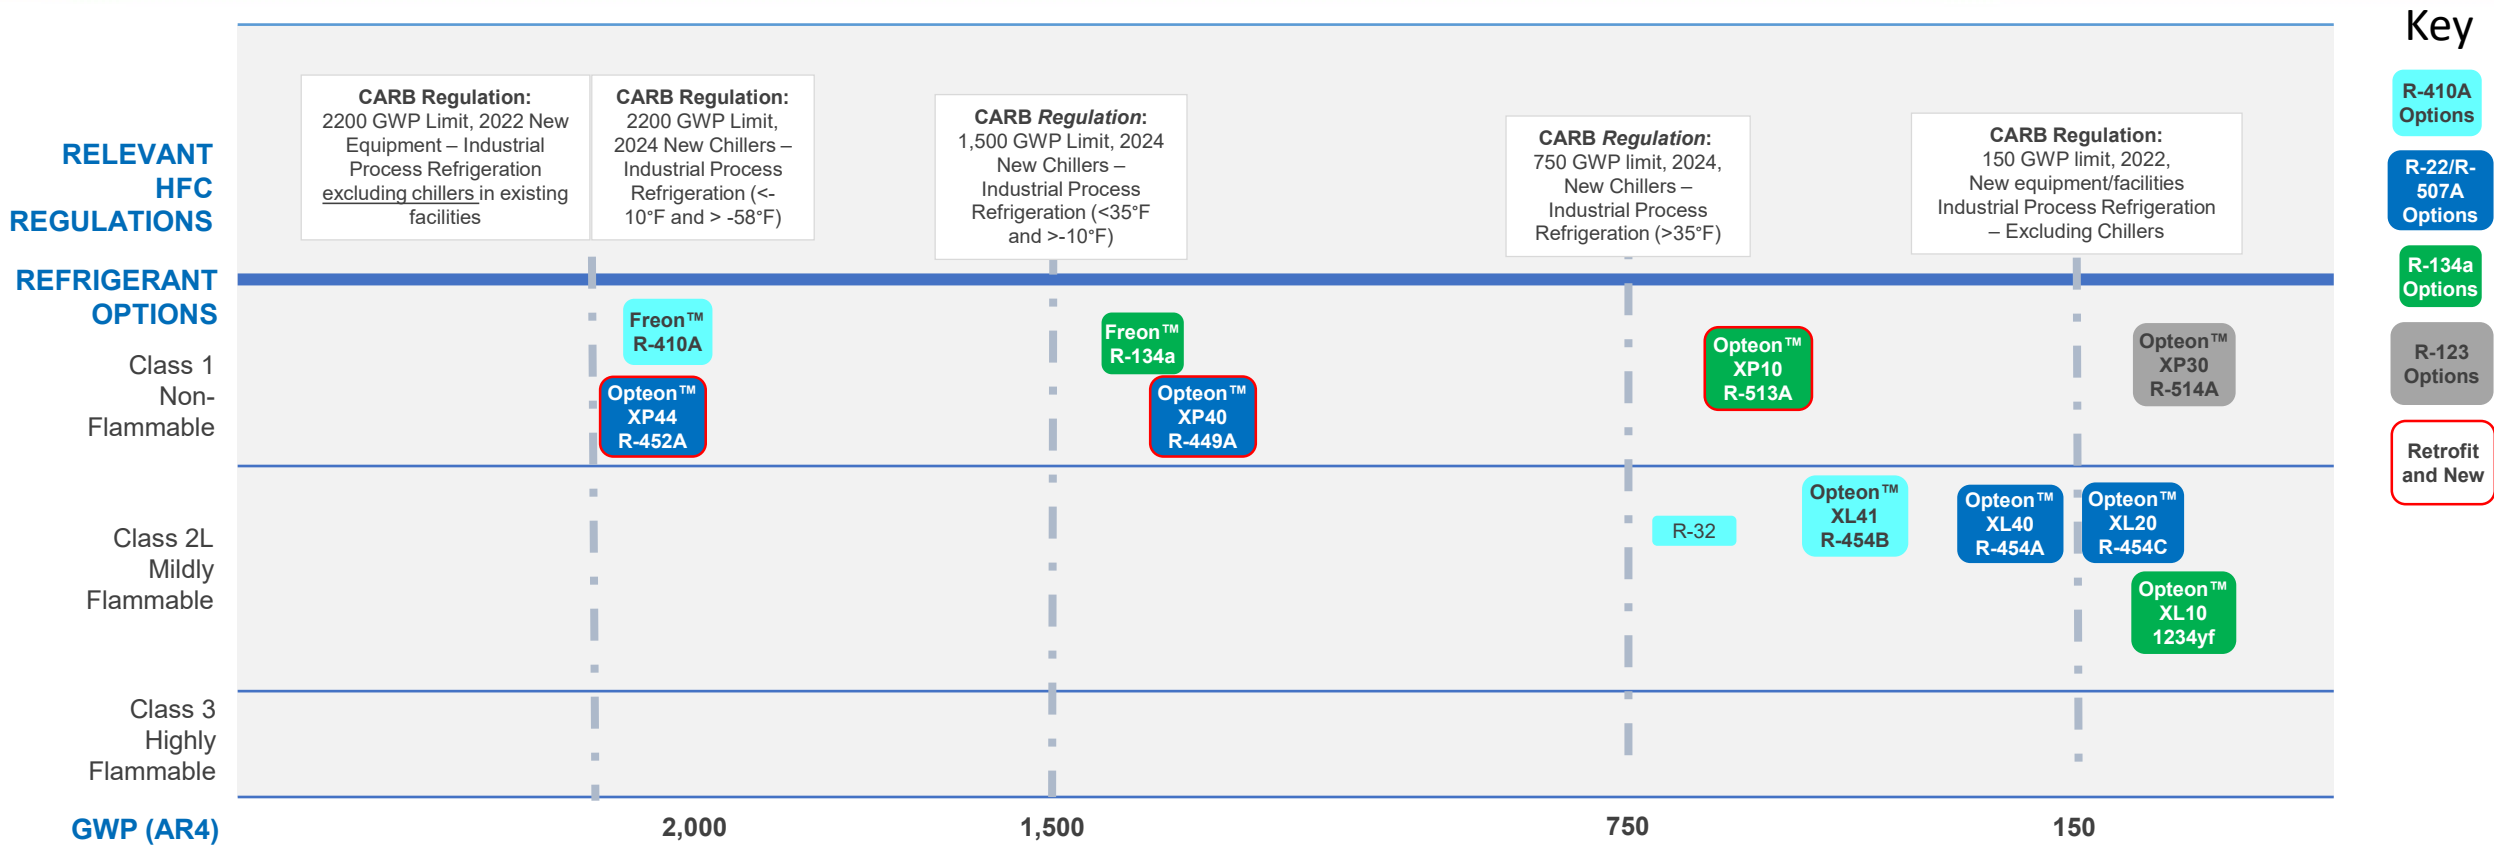 RELEVANT
HFC
REGULATIONS
CARB Regulation:
2200 GWP Limit, 2022 New
Equipment – Industrial
Process Refrigeration
excluding chillers in existing
facilities
CARB Regulation:
2200 GWP Limit,
2024 New Chillers –
Industrial Process
Refrigeration (<-
10°F and > -58°F)
CARB Regulation:
1,500 GWP Limit, 2024
New Chillers –
Industrial Process
Refrigeration (<35°F
and >-10°F)
CARB Regulation:
750 GWP limit, 2024,
New Chillers –
Industrial Process
Refrigeration (>35°F)
CARB Regulation:
150 GWP limit, 2022,
New equipment/facilities
Industrial Process Refrigeration
– Excluding Chillers
REFRIGERANT
OPTIONS
Class 1
Non-
Flammable
Freon™
R-410A
Opteon™
XP44
R-452A
Freon™
R-134a
Opteon™
XP40
R-449A
Opteon™
XP10
R-513A
Opteon™
XP30
R-514A
Class 2L
Mildly
Flammable
R-32
Opteon™
XL41
R-454B
Opteon™
XL40
R-454A
Opteon™
XL20
R-454C
Opteon™
XL10
1234yf
Class 3
Highly
Flammable
GWP (AR4)
2,000
1,500
750
150
Key
R-410A
Options
R-22/R-
507A
Options
R-134a
Options
R-123
Options
Retrofit
and New